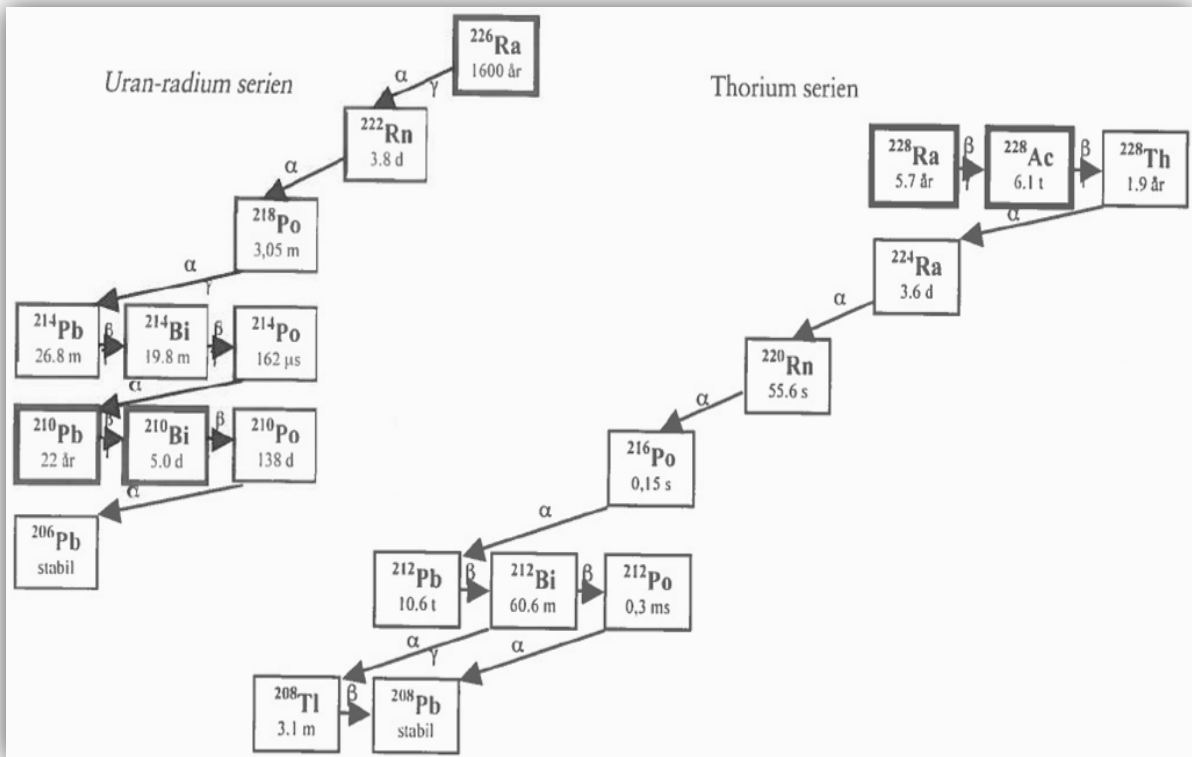 Uran-radium serien
²²⁶Ra
1600 år
α
γ
²²²Rn
3.8 d
α
²¹⁸Po
3,05 m
α
γ
²¹⁴Pb
26.8 m
β
γ
²¹⁴Bi
19.8 m
β
γ
²¹⁴Po
162 µs
α
²¹⁰Pb
22 år
β
γ
²¹⁰Bi
5.0 d
β
²¹⁰Po
138 d
α
²⁰⁶Pb
stabil
Thorium serien
²²⁸Ra
5.7 år
β
γ
²²⁸Ac
6.1 t
β
γ
²²⁸Th
1.9 år
α
²²⁴Ra
3.6 d
α
²²⁰Rn
55.6 s
α
²¹⁶Po
0,15 s
α
²¹²Pb
10.6 t
β
²¹²Bi
60.6 m
β
²¹²Po
0,3 ms
α
γ
α
²⁰⁸Tl
3.1 m
β
²⁰⁸Pb
stabil